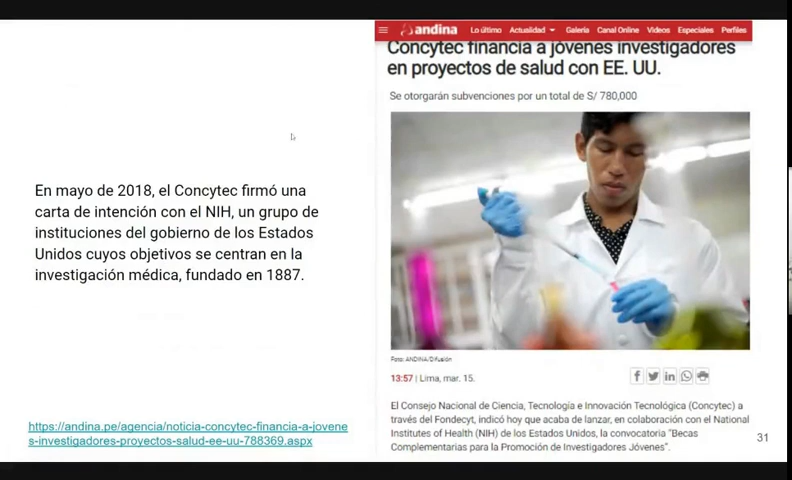 En mayo de 2018, el Concytec firmó una
carta de intención con el NIH, un grupo de
instituciones del gobierno de los Estados
Unidos cuyos objetivos se centran en la
investigación médica, fundado en 1887.
https://andina.pe/agencia/noticia-concytec-financia-a-jovene
s-investigadores-proyectos-salud-ee-uu-788369.aspx
andina Lo último Actualidad Galería Canal Online Videos Especiales Perfiles
Concytec financia a jóvenes investigadores
en proyectos de salud con EE. UU.
Se otorgarán subvenciones por un total de S/ 780,000
Foto: ANDINA/Difusión
13:57 | Lima, mar. 15.
El Consejo Nacional de Ciencia, Tecnología e Innovación Tecnológica (Concytec) a
través del Fondecyt, indicó hoy que acaba de lanzar, en colaboración con el National
Institutes of Health (NIH) de los Estados Unidos, la convocatoria "Becas
Complementarias para la Promoción de Investigadores Jóvenes".
31